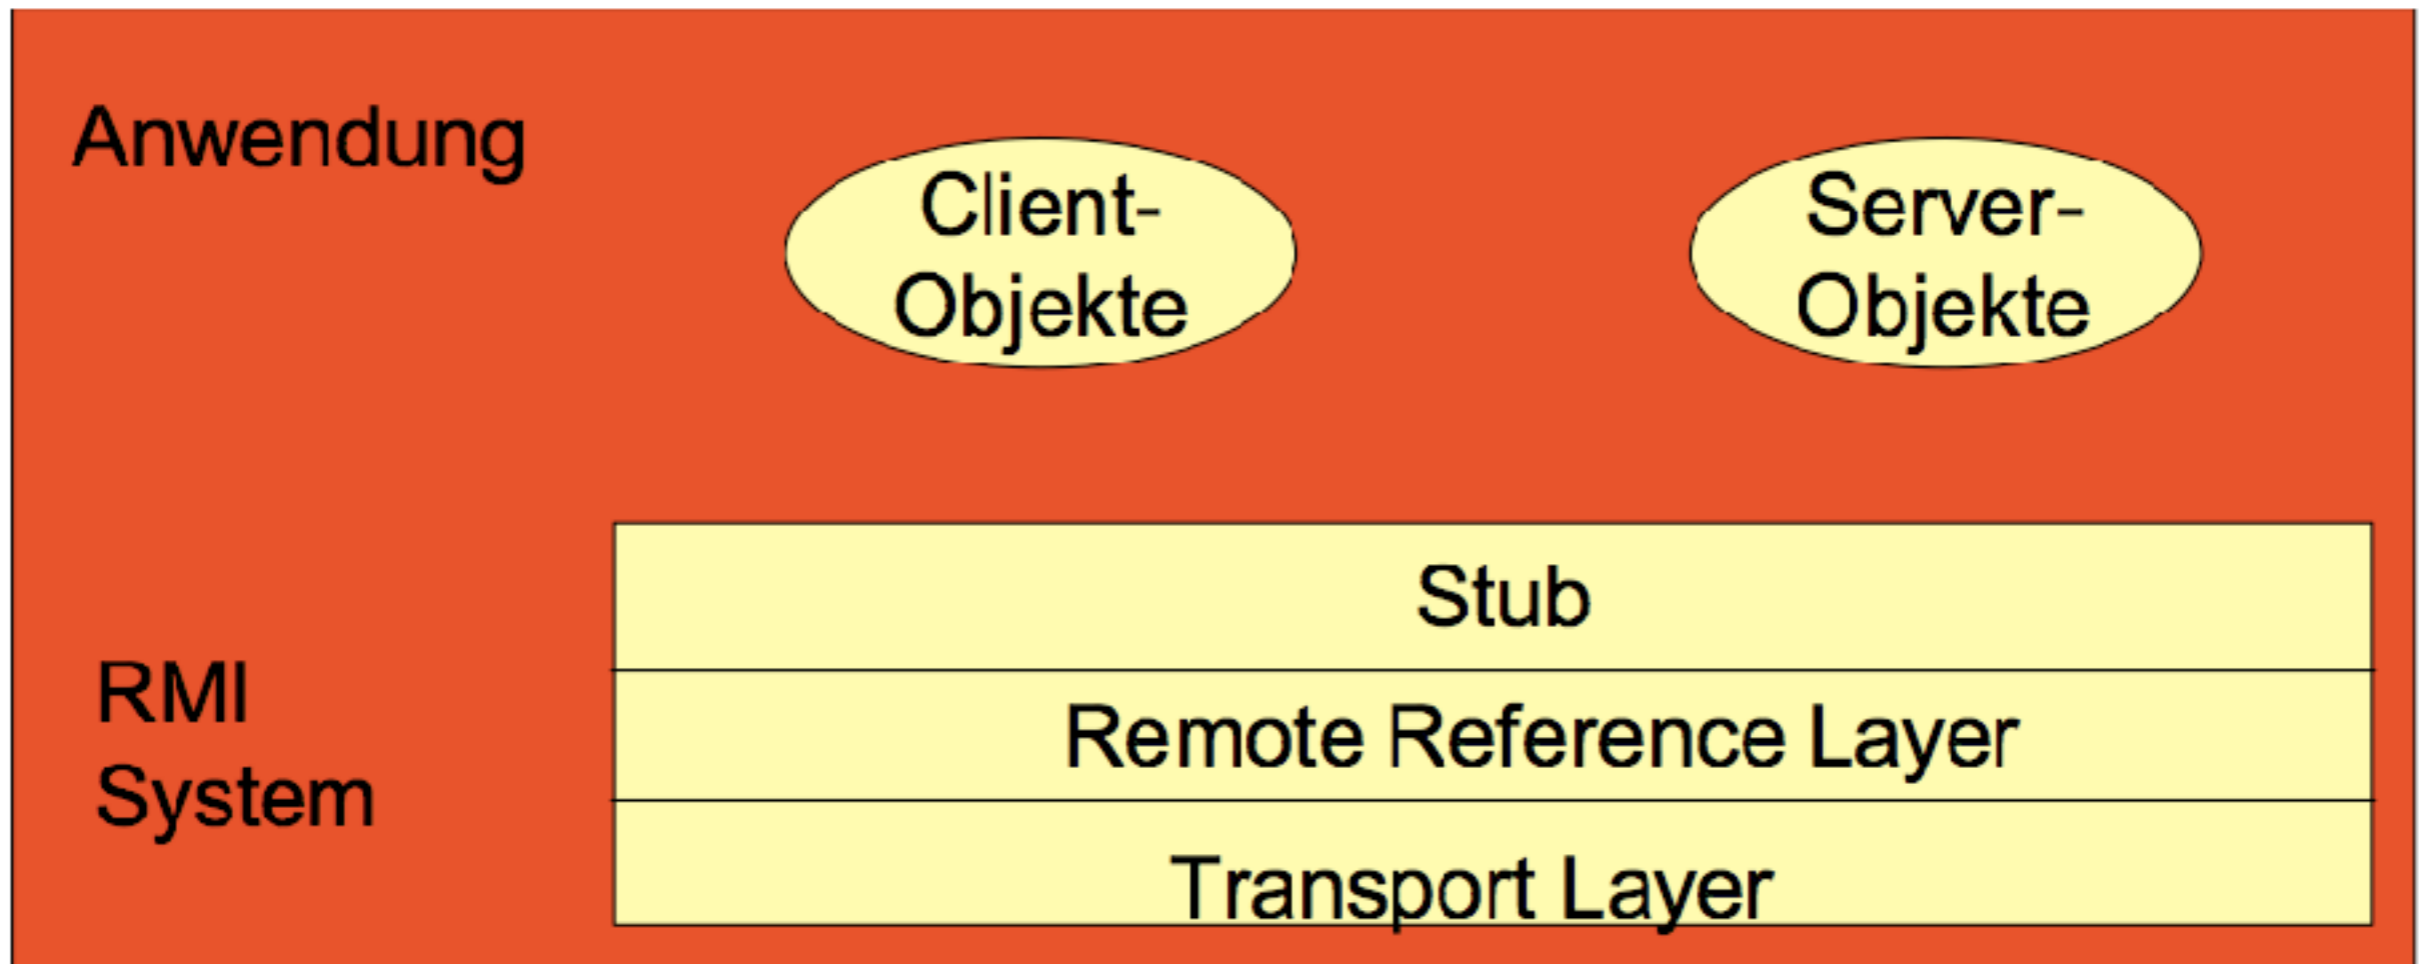 Anwendung
Client-
Objekte
Server-
Objekte
Stub
RMI
System
Remote Reference Layer
Transport Layer